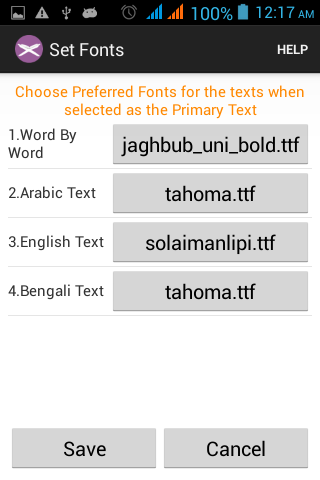 100% 12:17 AM
Set Fonts HELP
Choose Preferred Fonts for the texts when
selected as the Primary Text
1.Word By
Word
jaghbub_uni_bold.ttf
2.Arabic Text
tahoma.ttf
3.English Text
solaimanlipi.ttf
4.Bengali Text
tahoma.ttf
Save Cancel